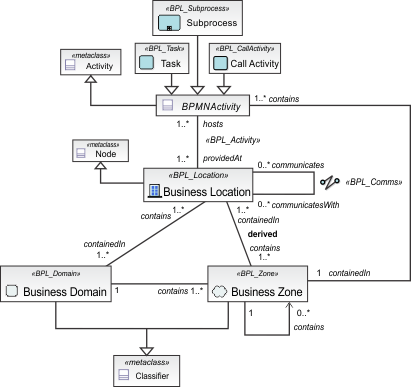 «BPL_Subprocess»
Subprocess
«metaclass»
Activity
«BPL_Task»
Task
«BPL_CallActivity»
Call Activity
BPMNActivity
1..* contains
1..*
hosts
«BPL_Activity»
1..*
providedAt
«metaclass»
Node
«BPL_Location»
Business Location
0..* communicates
«BPL_Comms»
0..* communicatesWith
contains
1..*
1..*
containedIn
derived
containedIn
1..*
contains
1..*
«BPL_Domain»
Business Domain
1
contains 1..*
«BPL_Zone»
Business Zone
1 containedIn
1
0..*
contains
«metaclass»
Classifier